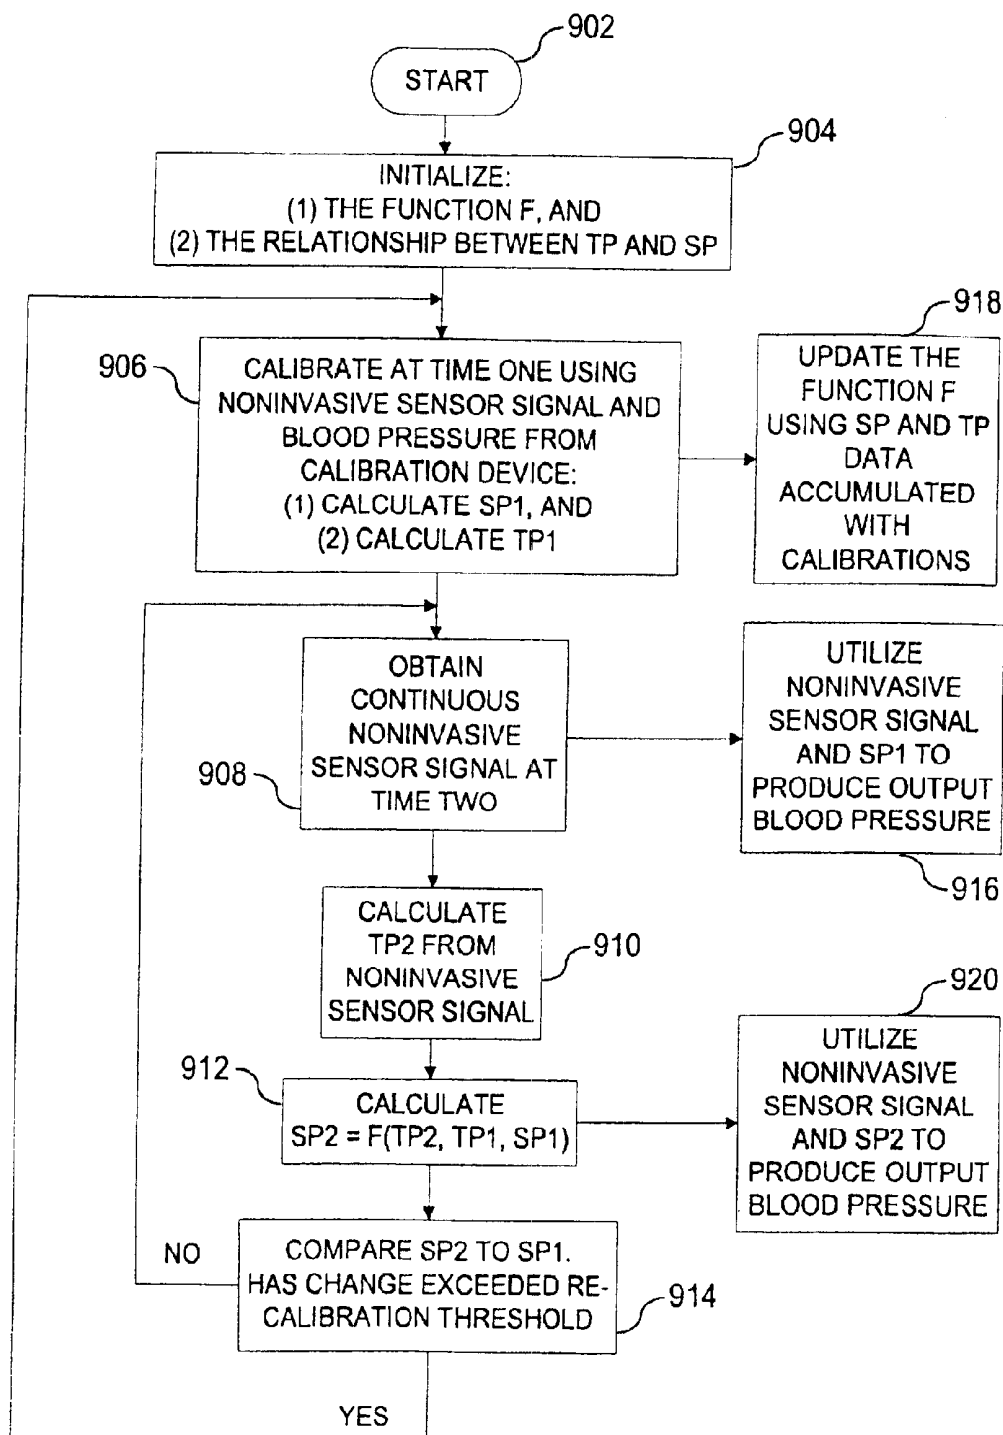 902
START
904
INITIALIZE:
(1) THE FUNCTION F, AND
(2) THE RELATIONSHIP BETWEEN TP AND SP
906
CALIBRATE AT TIME ONE USING
NONINVASIVE SENSOR SIGNAL AND
BLOOD PRESSURE FROM
CALIBRATION DEVICE:
(1) CALCULATE SP1, AND
(2) CALCULATE TP1
918
UPDATE THE
FUNCTION F
USING SP AND TP
DATA
ACCUMULATED
WITH
CALIBRATIONS
908
OBTAIN
CONTINUOUS
NONINVASIVE
SENSOR SIGNAL AT
TIME TWO
UTILIZE
NONINVASIVE
SENSOR SIGNAL
AND SP1 TO
PRODUCE OUTPUT
BLOOD PRESSURE
916
CALCULATE
TP2 FROM
NONINVASIVE
SENSOR SIGNAL
910
912
CALCULATE
SP2 = F(TP2, TP1, SP1)
920
UTILIZE
NONINVASIVE
SENSOR SIGNAL
AND SP2 TO
PRODUCE OUTPUT
BLOOD PRESSURE
NO
COMPARE SP2 TO SP1.
HAS CHANGE EXCEEDED RE-
CALIBRATION THRESHOLD
914
YES